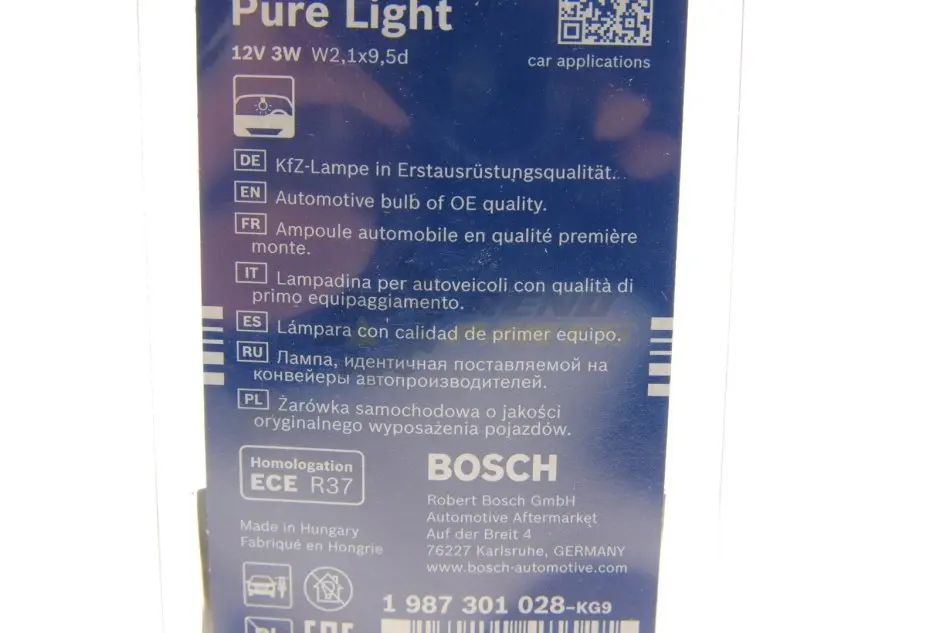 Pure Light
12V 3W W2,1x9,5d
car applications
DE KfZ-Lampe in Erstausrüstungsqualität.
EN Automotive bulb of OE quality.
FR Ampoule automobile en qualité première
monte.
IT Lampadina per autoveicoli con qualità di
primo equipaggiamento.
ES Lámpara con calidad de primer equipo.
RU Лампа, идентичная поставляемой на
конвейеры автопроизводителей.
PL Żarówka samochodowa o jakości
oryginalnego wyposażenia pojazdów.
Homologation
ECE R37
BOSCH
Robert Bosch GmbH
Automotive Aftermarket
Auf der Breit 4
76227 Karlsruhe, GERMANY
www.bosch-automotive.com
Made in Hungary
Fabriqué en Hongrie
1 987 301 028-KG9